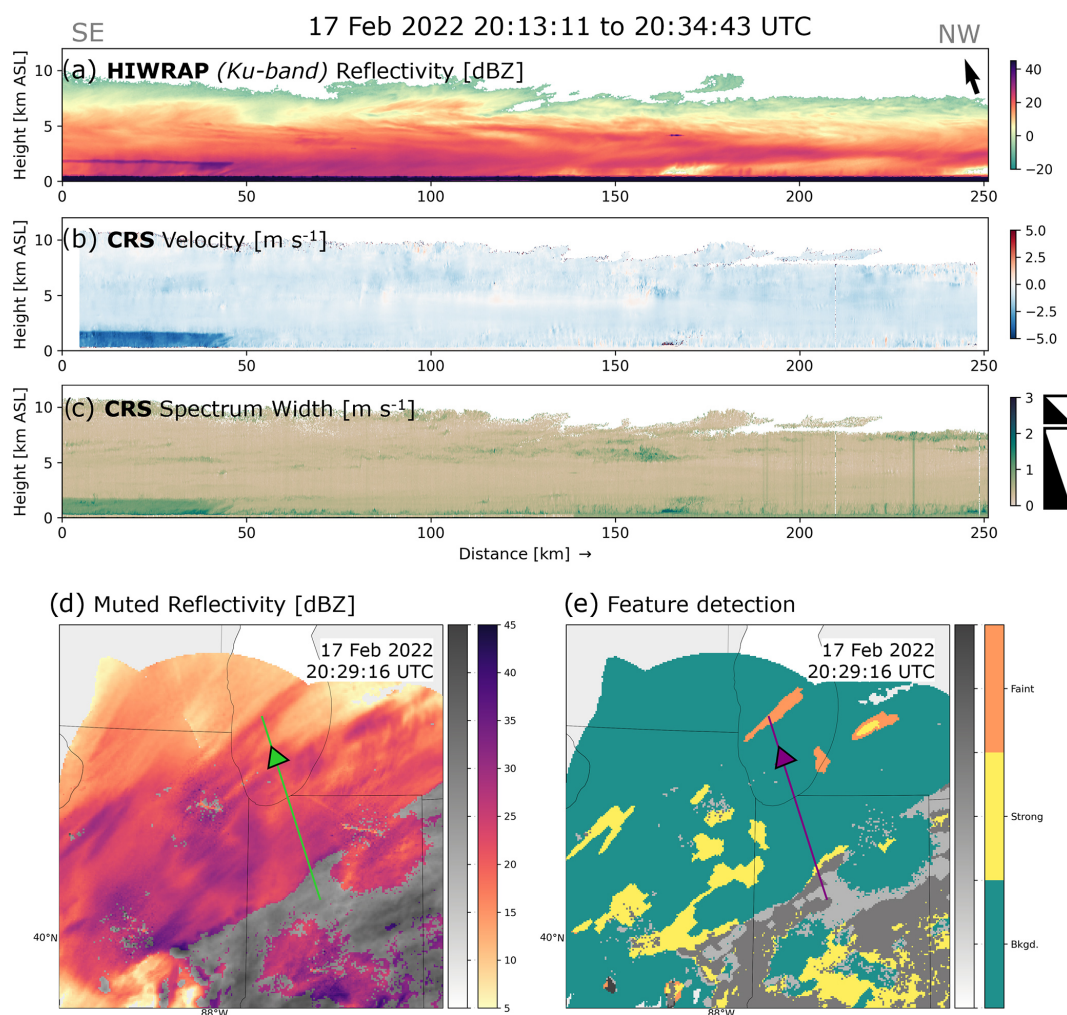 17 Feb 2022 20:13:11 to 20:34:43 UTC
SE
NW
(a) HIWRAP (Ku-band) Reflectivity [dBZ]
Height [km ASL]
10
5
0
0 50 100 150 200 250
40
20
0
−20
(b) CRS Velocity [m s-1]
Height [km ASL]
10
5
0
0 50 100 150 200 250
5.0
2.5
0.0
−2.5
−5.0
(c) CRS Spectrum Width [m s-1]
Height [km ASL]
10
5
0
0 50 100 150 200 250
3
2
1
0
Distance [km] →
(d) Muted Reflectivity [dBZ]
17 Feb 2022
20:29:16 UTC
40°N
88°W
45
40
35
30
25
20
15
10
5
(e) Feature detection
17 Feb 2022
20:29:16 UTC
40°N
88°W
Faint
Strong
Bkgd.